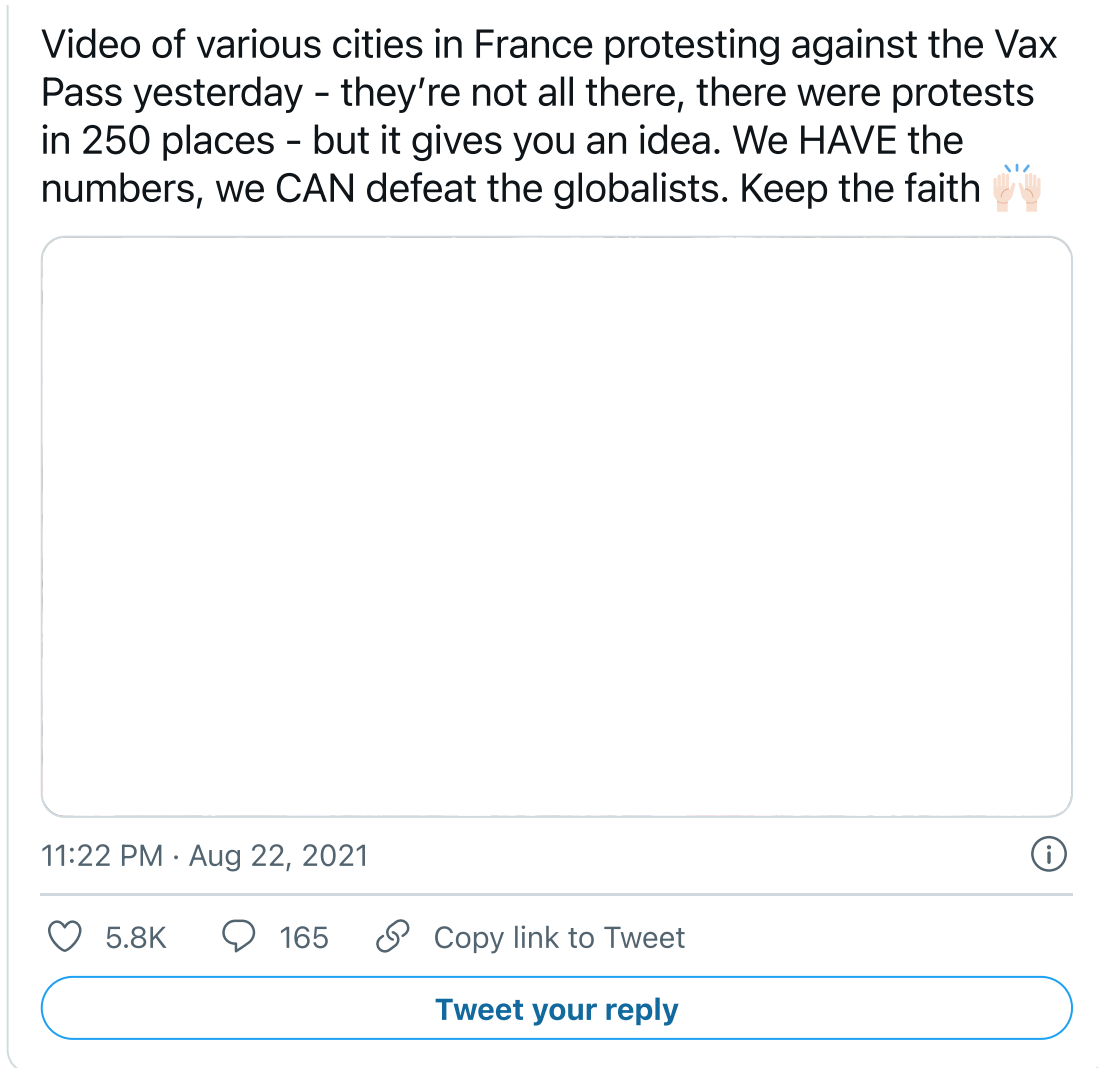 Video of various cities in France protesting against the Vax
Pass yesterday - they’re not all there, there were protests
in 250 places - but it gives you an idea. We HAVE the
numbers, we CAN defeat the globalists. Keep the faith 🙌🏻
11:22 PM · Aug 22, 2021
5.8K 165 Copy link to Tweet
Tweet your reply